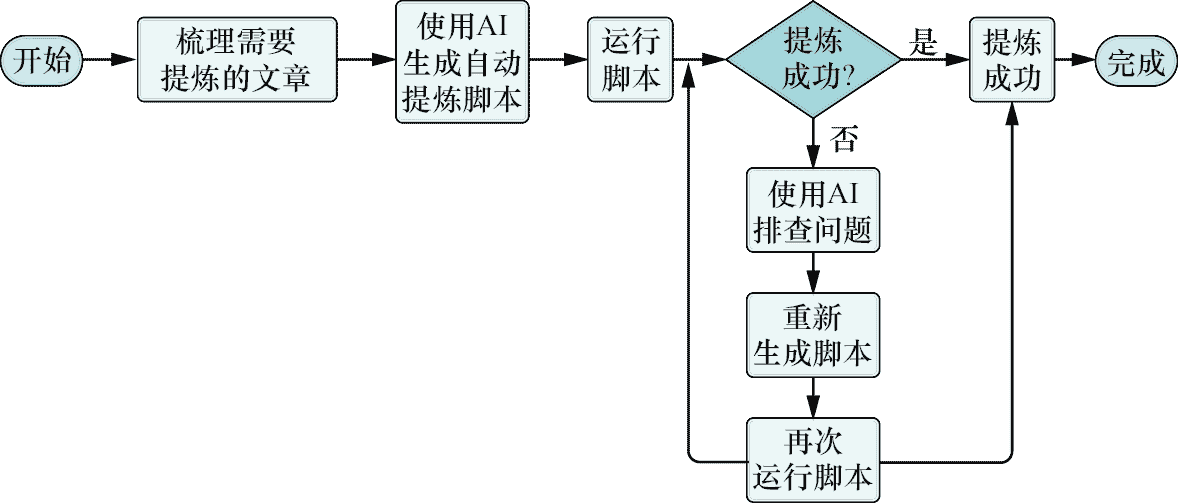 开始
梳理需要
提炼的文章
使用AI
生成自动
提炼脚本
运行
脚本
提炼
成功?
是
提炼
成功
完成
否
使用AI
排查问题
重新
生成脚本
再次
运行脚本